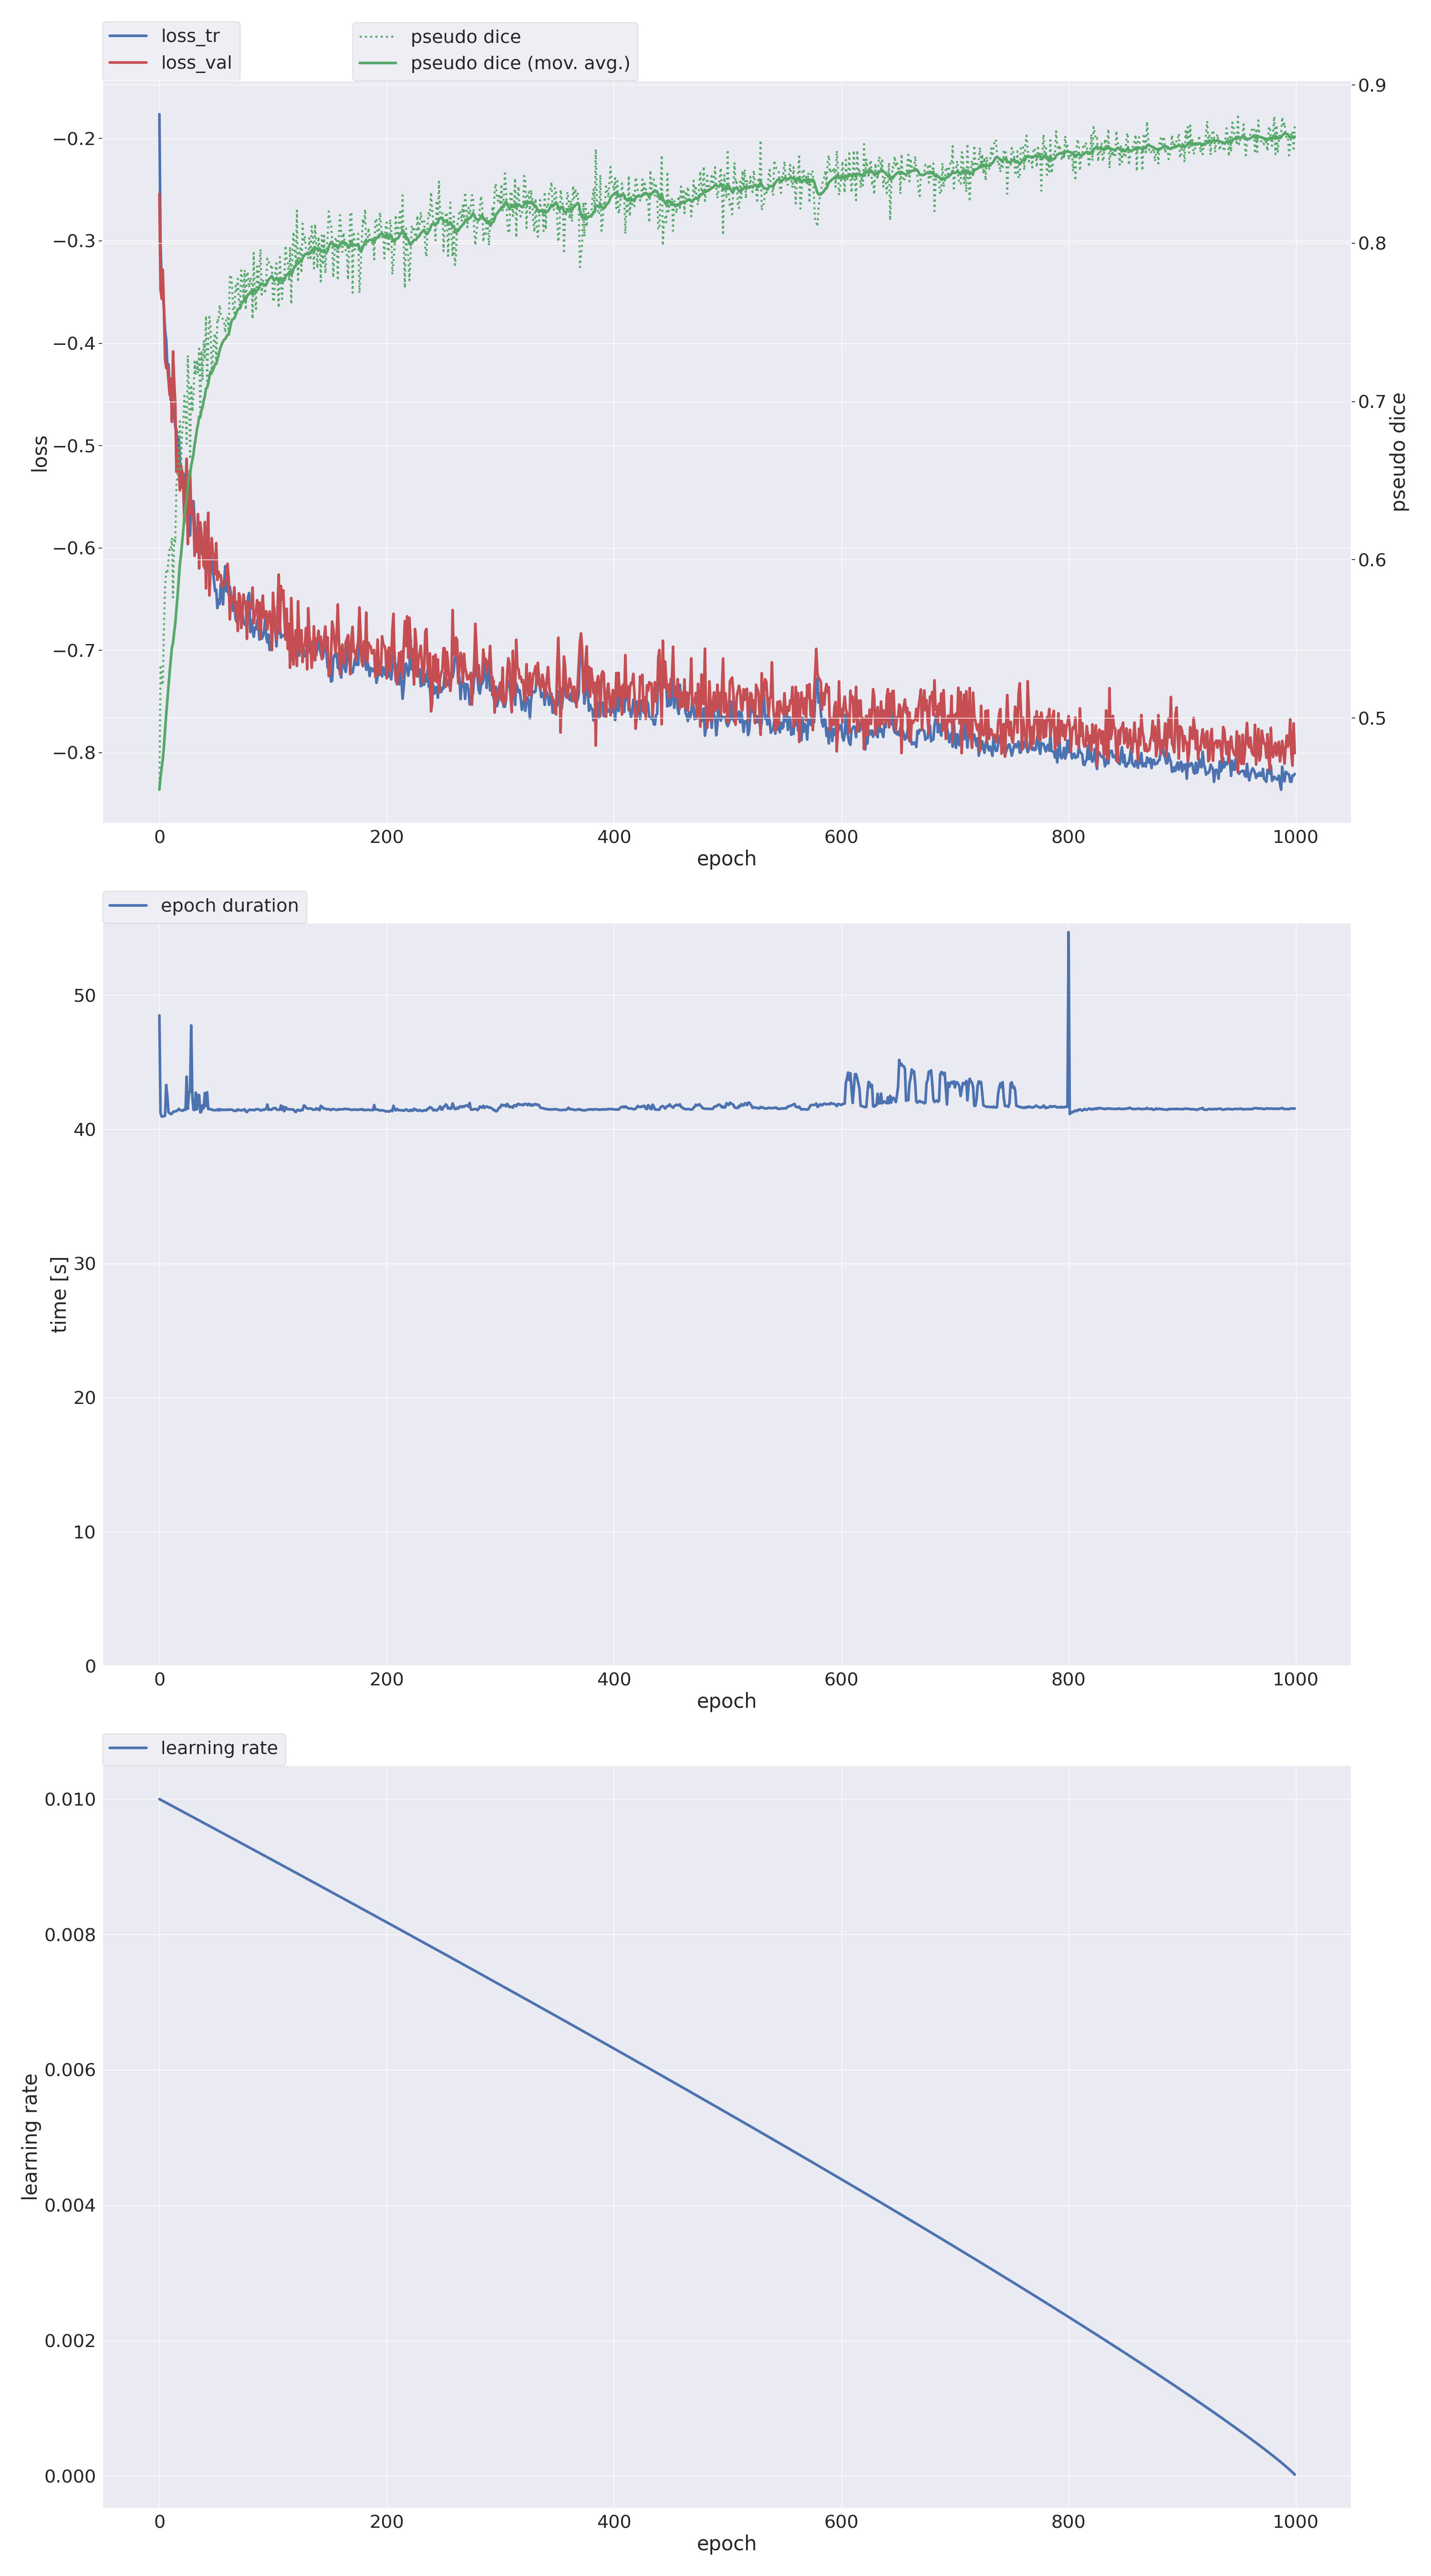 loss_tr
loss_val
pseudo dice
pseudo dice (mov. avg.)
−0.2
−0.3
−0.4
−0.5
−0.6
−0.7
−0.8
loss
0.9
0.8
0.7
0.6
0.5
pseudo dice
0 200 400 600 800 1000
epoch
epoch duration
50
40
30
20
10
0
time [s]
0 200 400 600 800 1000
epoch
learning rate
0.010
0.008
0.006
0.004
0.002
0.000
learning rate
0 200 400 600 800 1000
epoch